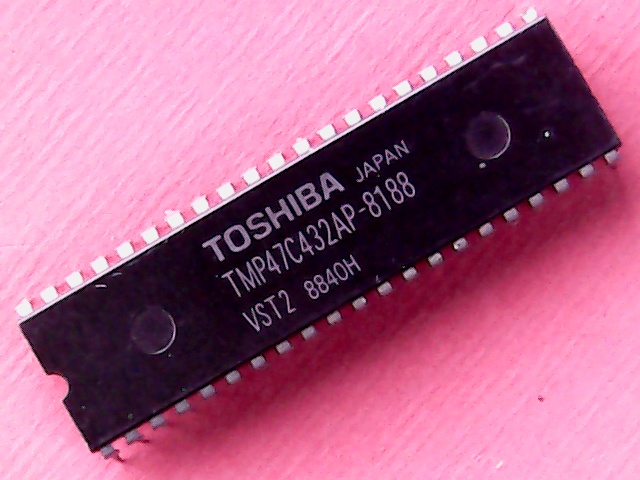 TOSHIBA JAPAN
TMP47C432AP-8188
VST2 8840H